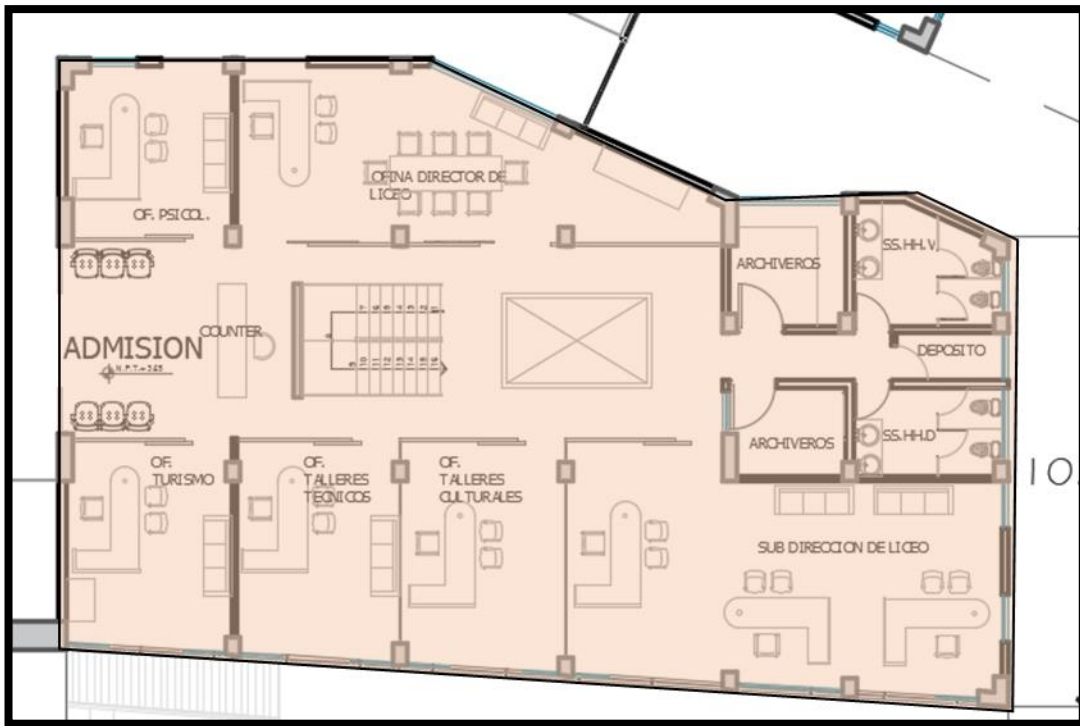 OF. PSICOL.
OFINA DIRECTOR DE
LICEO
ARCHIVEROS
SS.HH.V.
COUNTER
ADMISION
DEPOSITO
ARCHIVEROS
SS.HH.D
OF.
TURISMO
OF.
TALLERES
TECNICOS
OF.
TALLERES
CULTURALES
SUB DIRECCION DE LICEO
10.